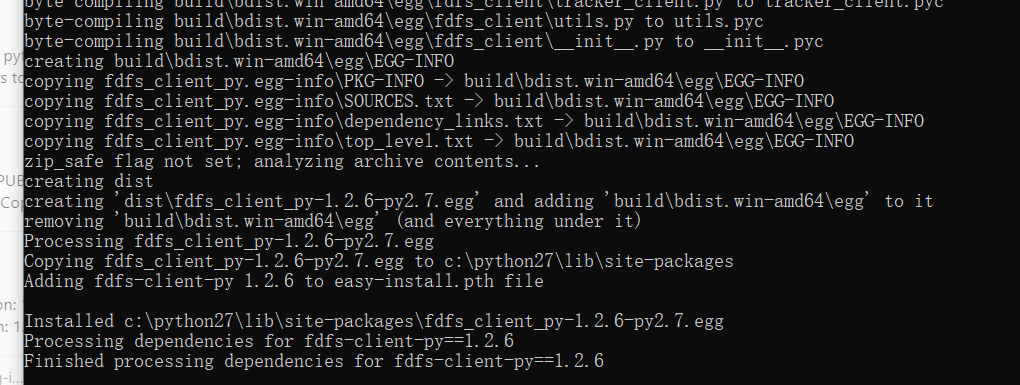 byte-compiling build\bdist.win-amd64\egg\fdfs_client\tracker_client.py to tracker_client.pyc
byte-compiling build\bdist.win-amd64\egg\fdfs_client\utils.py to utils.pyc
byte-compiling build\bdist.win-amd64\egg\fdfs_client\__init__.py to __init__.pyc
creating build\bdist.win-amd64\egg\EGG-INFO
copying fdfs_client_py.egg-info\PKG-INFO -> build\bdist.win-amd64\egg\EGG-INFO
copying fdfs_client_py.egg-info\SOURCES.txt -> build\bdist.win-amd64\egg\EGG-INFO
copying fdfs_client_py.egg-info\dependency_links.txt -> build\bdist.win-amd64\egg\EGG-INFO
copying fdfs_client_py.egg-info\top_level.txt -> build\bdist.win-amd64\egg\EGG-INFO
zip_safe flag not set; analyzing archive contents...
creating dist
creating 'dist\fdfs_client_py-1.2.6-py2.7.egg' and adding 'build\bdist.win-amd64\egg' to it
removing 'build\bdist.win-amd64\egg' (and everything under it)
Processing fdfs_client_py-1.2.6-py2.7.egg
Copying fdfs_client_py-1.2.6-py2.7.egg to c:\python27\lib\site-packages
Adding fdfs-client-py 1.2.6 to easy-install.pth file
Installed c:\python27\lib\site-packages\fdfs_client_py-1.2.6-py2.7.egg
Processing dependencies for fdfs-client-py==1.2.6
Finished processing dependencies for fdfs-client-py==1.2.6